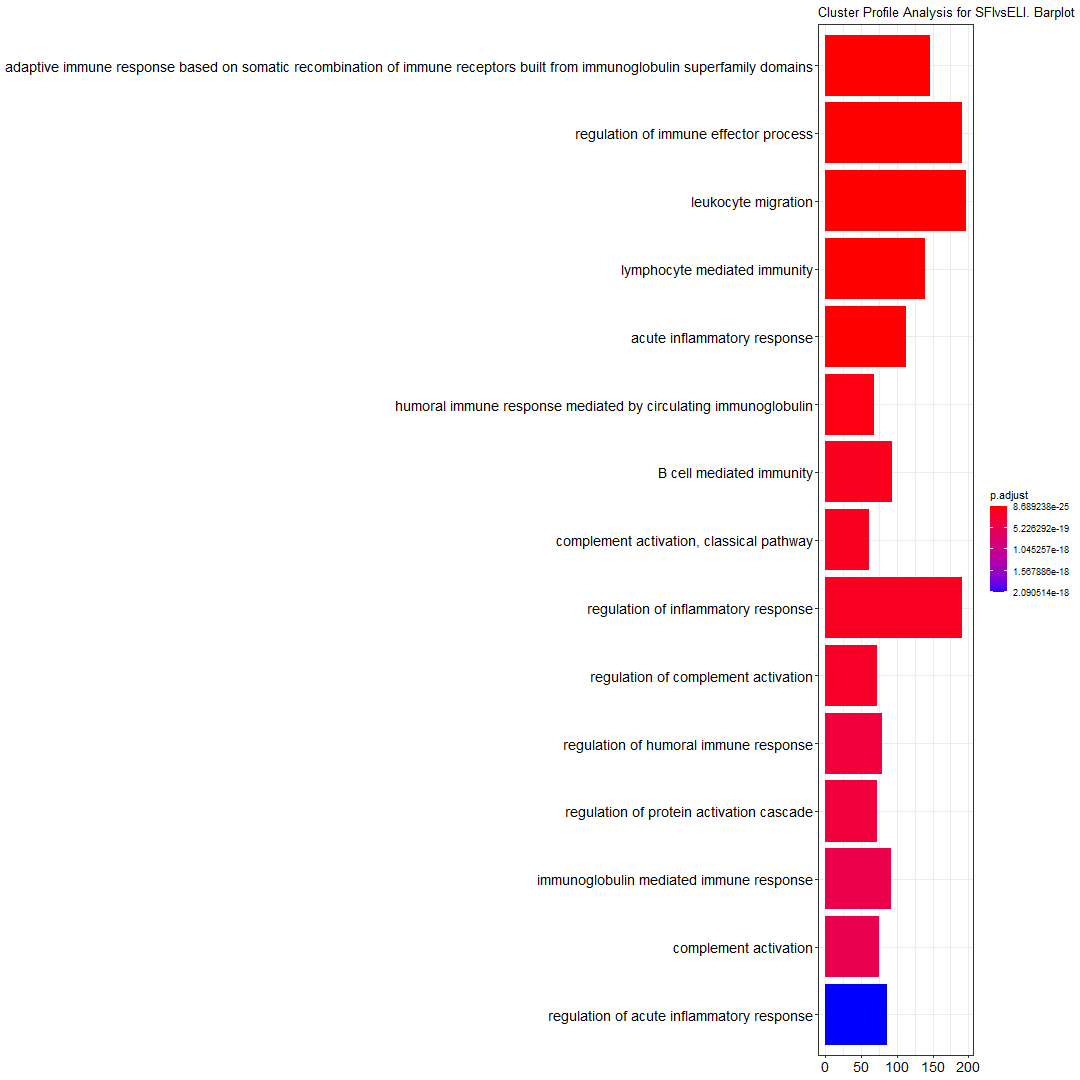 Cluster Profile Analysis for SFIvsELI. Barplot
adaptive immune response based on somatic recombination of immune receptors built from immunoglobulin superfamily domains
regulation of immune effector process
leukocyte migration
lymphocyte mediated immunity
acute inflammatory response
humoral immune response mediated by circulating immunoglobulin
B cell mediated immunity
complement activation, classical pathway
regulation of inflammatory response
regulation of complement activation
regulation of humoral immune response
regulation of protein activation cascade
immunoglobulin mediated immune response
complement activation
regulation of acute inflammatory response
0 50 100 150 200
p.adjust
8.689238e-25
5.226292e-19
1.045257e-18
1.567886e-18
2.090514e-18